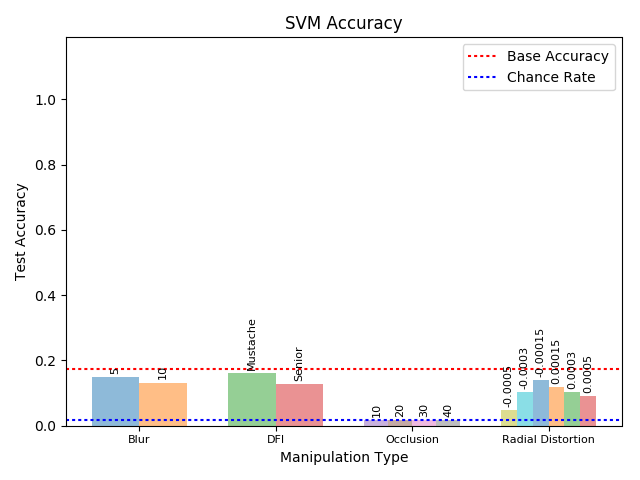 SVM Accuracy
Base Accuracy
Chance Rate
Test Accuracy
1.0
0.8
0.6
0.4
0.2
0.0
5
10
Mustache
Senior
10
20
30
40
-0.0005
-0.0003
-0.00015
0.00015
0.0003
0.0005
Blur
DFI
Occlusion
Radial Distortion
Manipulation Type